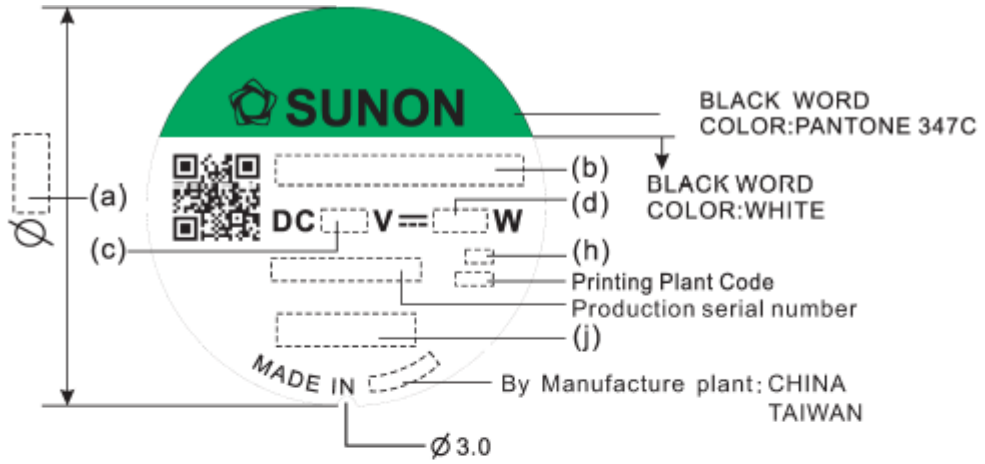 SUNON
BLACK WORD
COLOR:PANTONE 347C
(a)
(b)
BLACK WORD
COLOR:WHITE
(d)
DC V W
(c)
(h)
Printing Plant Code
Production serial number
(j)
MADE IN
By Manufacture plant: CHINA
TAIWAN
Ø
Ø3.0